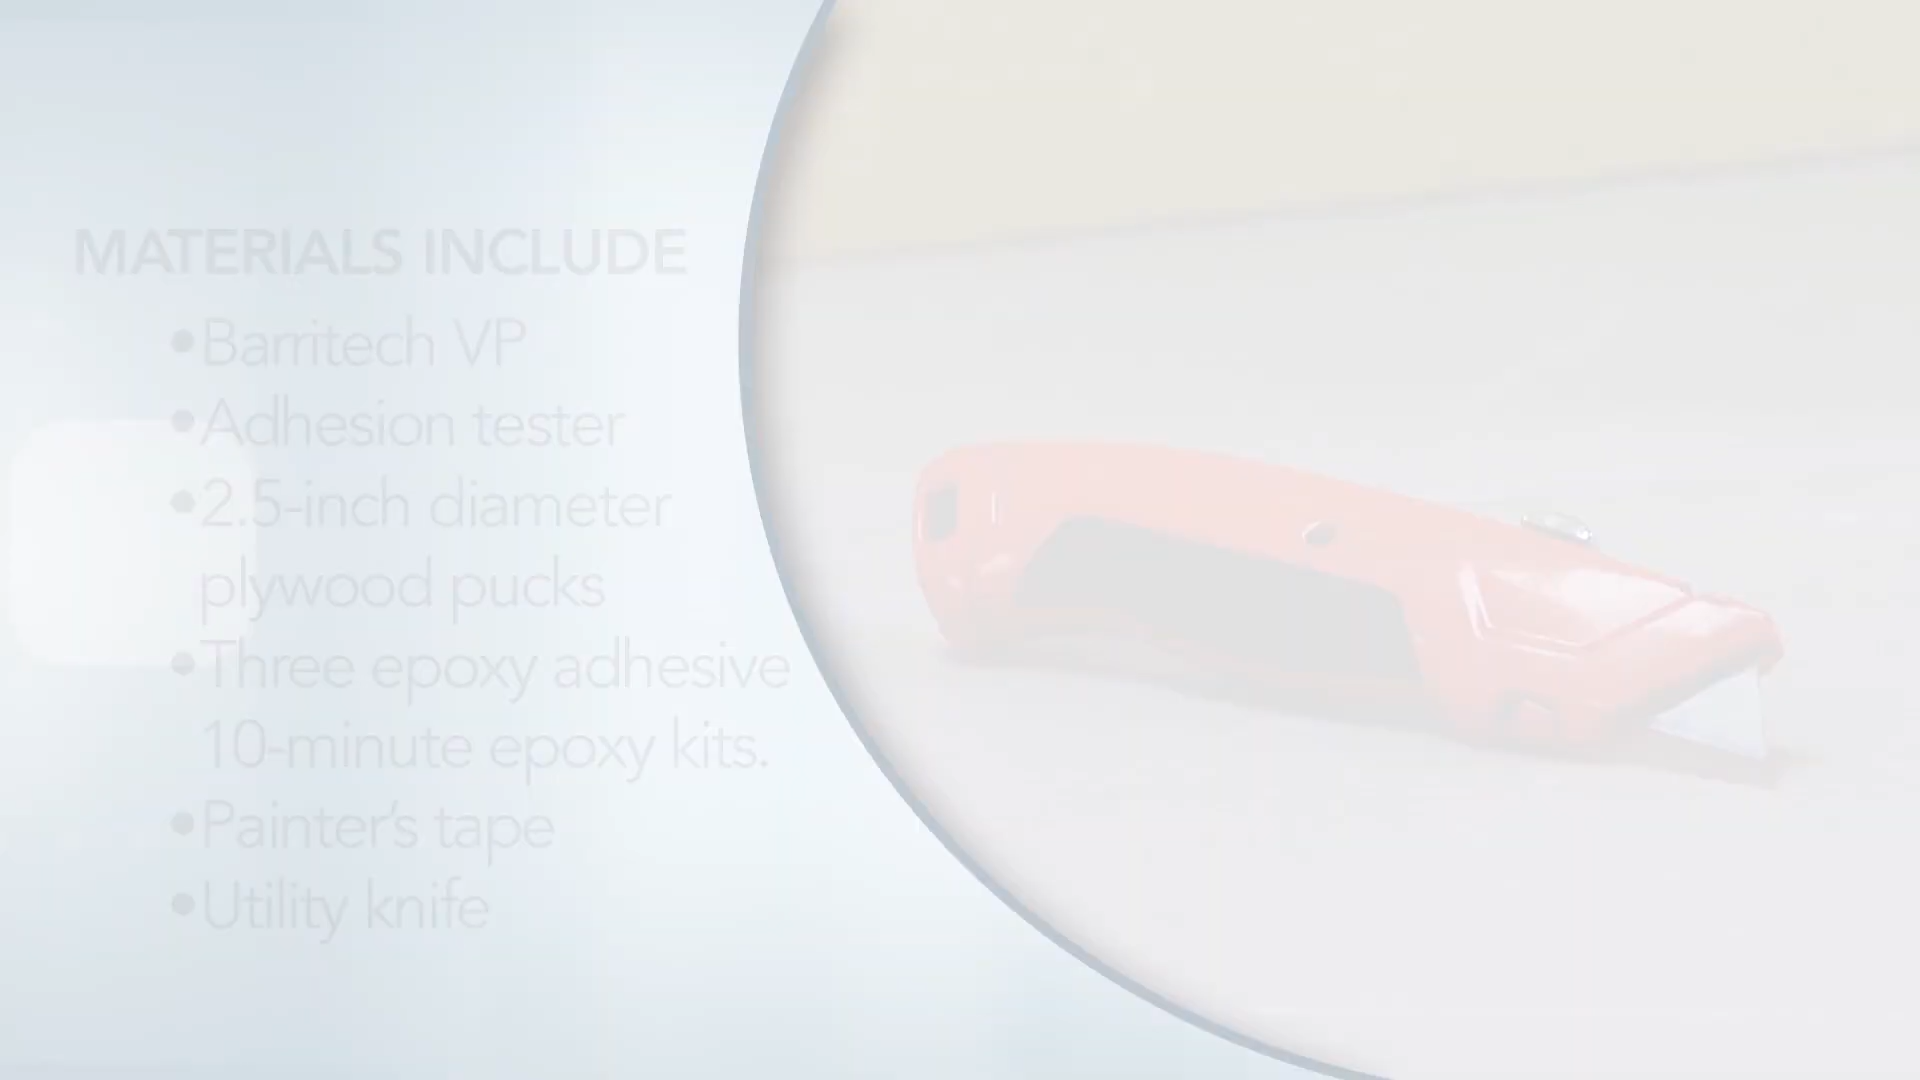 MATERIALS INCLUDE
•Barritech VP
•Adhesion tester
•2.5-inch diameter
plywood pucks
•Three epoxy adhesive
10-minute epoxy kits.
•Painter’s tape
•Utility knife